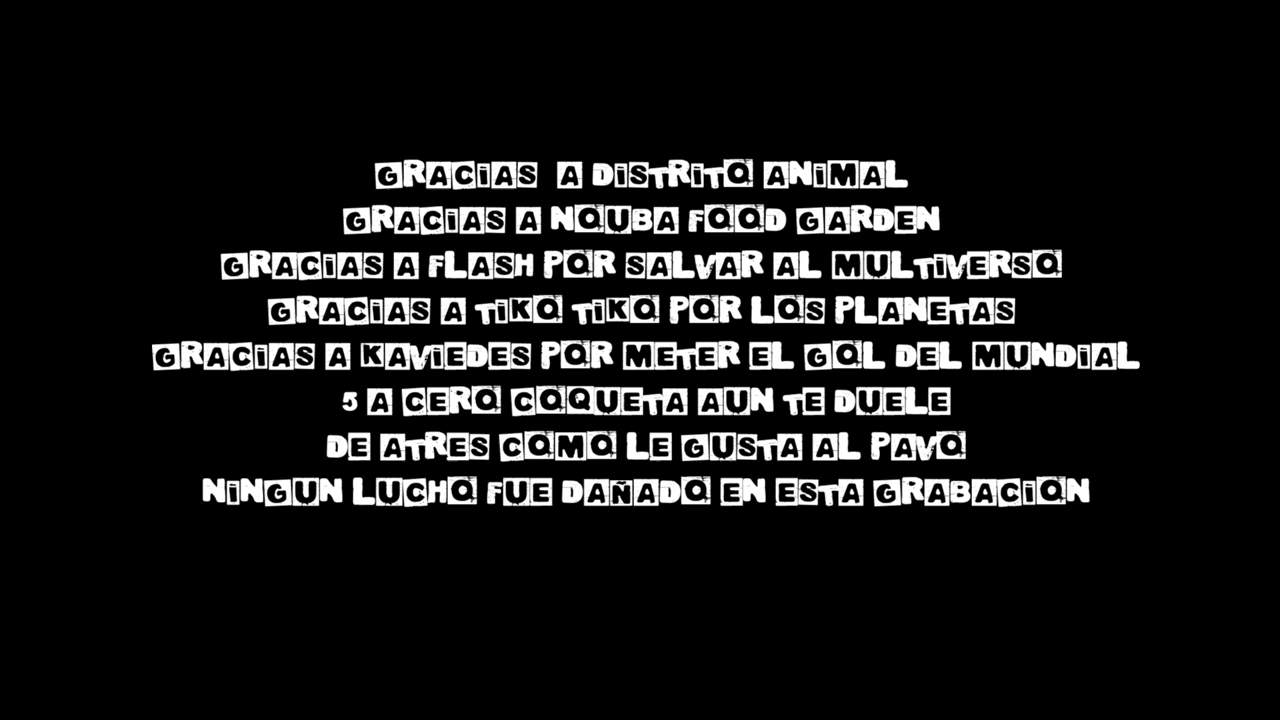 GRACIAS A DISTRITO ANIMAL
GRACIAS A NOUBA FOOD GARDEN
GRACIAS A FLASH POR SALVAR AL MULTIVERSO
GRACIAS A TIKO TIKO POR LOS PLANETAS
GRACIAS A KAVIEDES POR METER EL GOL DEL MUNDIAL
5 A CERO COQUETA AUN TE DUELE
DE ATRES COMO LE GUSTA AL PAVO
NINGUN LUCHO FUE DAÑADO EN ESTA GRABACION